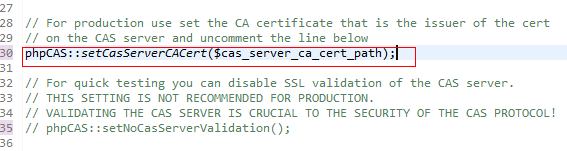 27
28 // For production use set the CA certificate that is the issuer of the cert
29 // on the CAS server and uncomment the line below
30 phpCAS::setCasServerCACert($cas_server_ca_cert_path);
31
32 // For quick testing you can disable SSL validation of the CAS server.
33 // THIS SETTING IS NOT RECOMMENDED FOR PRODUCTION.
34 // VALIDATING THE CAS SERVER IS CRUCIAL TO THE SECURITY OF THE CAS PROTOCOL!
35 // phpCAS::setNoCasServerValidation();
36